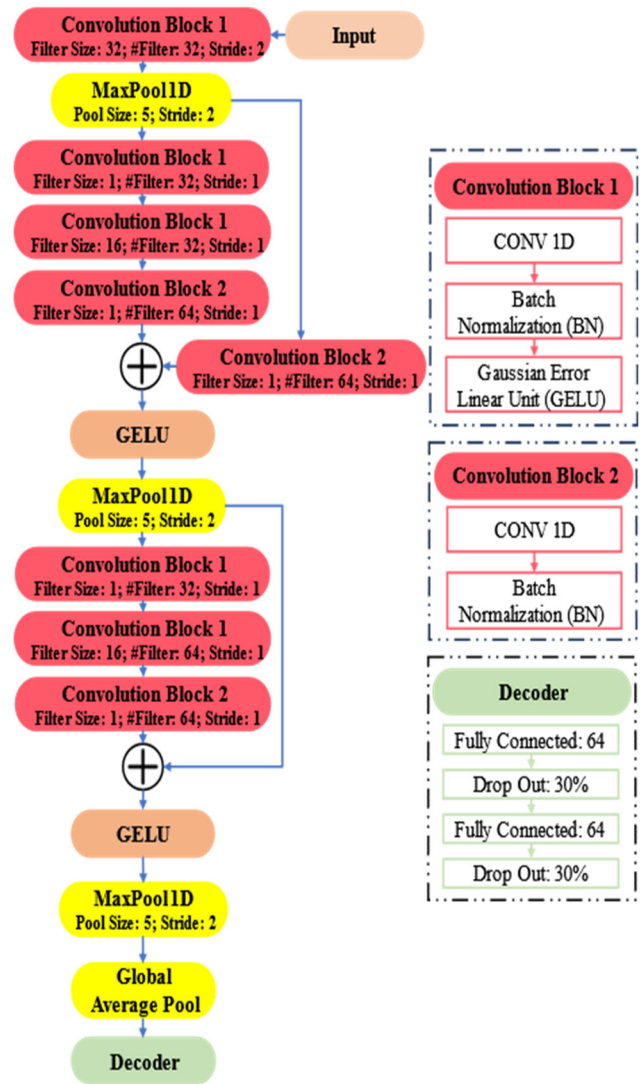 Convolution Block 1
Filter Size: 32; #Filter: 32; Stride: 2
Input
MaxPool1D
Pool Size: 5; Stride: 2
Convolution Block 1
Filter Size: 1; #Filter: 32; Stride: 1
Convolution Block 1
Filter Size: 16; #Filter: 32; Stride: 1
Convolution Block 2
Filter Size: 1; #Filter: 64; Stride: 1
Convolution Block 2
Filter Size: 1; #Filter: 64; Stride: 1
GELU
MaxPool1D
Pool Size: 5; Stride: 2
Convolution Block 1
Filter Size: 1; #Filter: 32; Stride: 1
Convolution Block 1
Filter Size: 16; #Filter: 64; Stride: 1
Convolution Block 2
Filter Size: 1; #Filter: 64; Stride: 1
GELU
MaxPool1D
Pool Size: 5; Stride: 2
Global
Average Pool
Decoder
Convolution Block 1
CONV 1D
Batch
Normalization (BN)
Gaussian Error
Linear Unit (GELU)
Convolution Block 2
CONV 1D
Batch
Normalization (BN)
Decoder
Fully Connected: 64
Drop Out: 30%
Fully Connected: 64
Drop Out: 30%